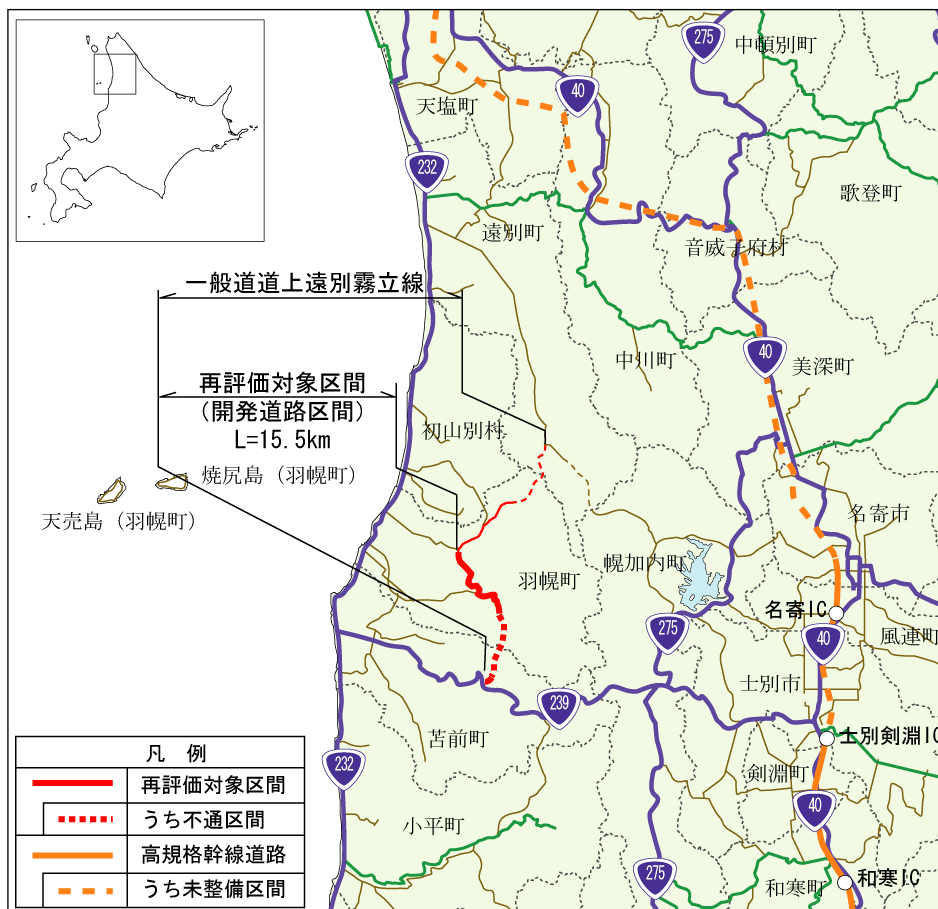 275
中頓別町
40
天塩町
232
歌登町
遠別町
音威子府村
一般道道上遠別霧立線
中川町
40
美深町
再評価対象区間
(開発道路区間)
L=15.5km
初山別村
焼尻島（羽幌町）
天売島（羽幌町）
名寄市
羽幌町
幌加内町
名寄IC
275
40
風連町
士別市
239
苫前町
士別剣淵IC
232
剣淵町
40
小平町
275
和寒町
和寒IC
凡 例
再評価対象区間
うち不通区間
高規格幹線道路
うち未整備区間